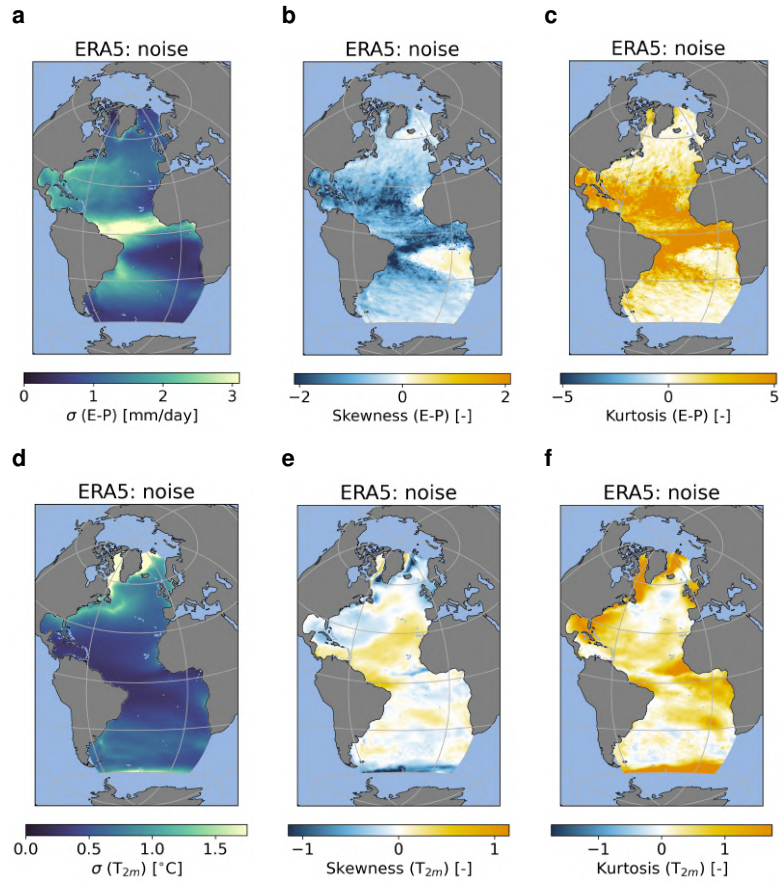 a
b
c
ERA5: noise
ERA5: noise
ERA5: noise
0 1 2 3
−2 0 2
−5 0 5
σ (E-P) [mm/day]
Skewness (E-P) [-]
Kurtosis (E-P) [-]
d
e
f
ERA5: noise
ERA5: noise
ERA5: noise
0.0 0.5 1.0 1.5
−1 0 1
−1 0 1
σ (T₂ₘ) [°C]
Skewness (T₂ₘ) [-]
Kurtosis (T₂ₘ) [-]